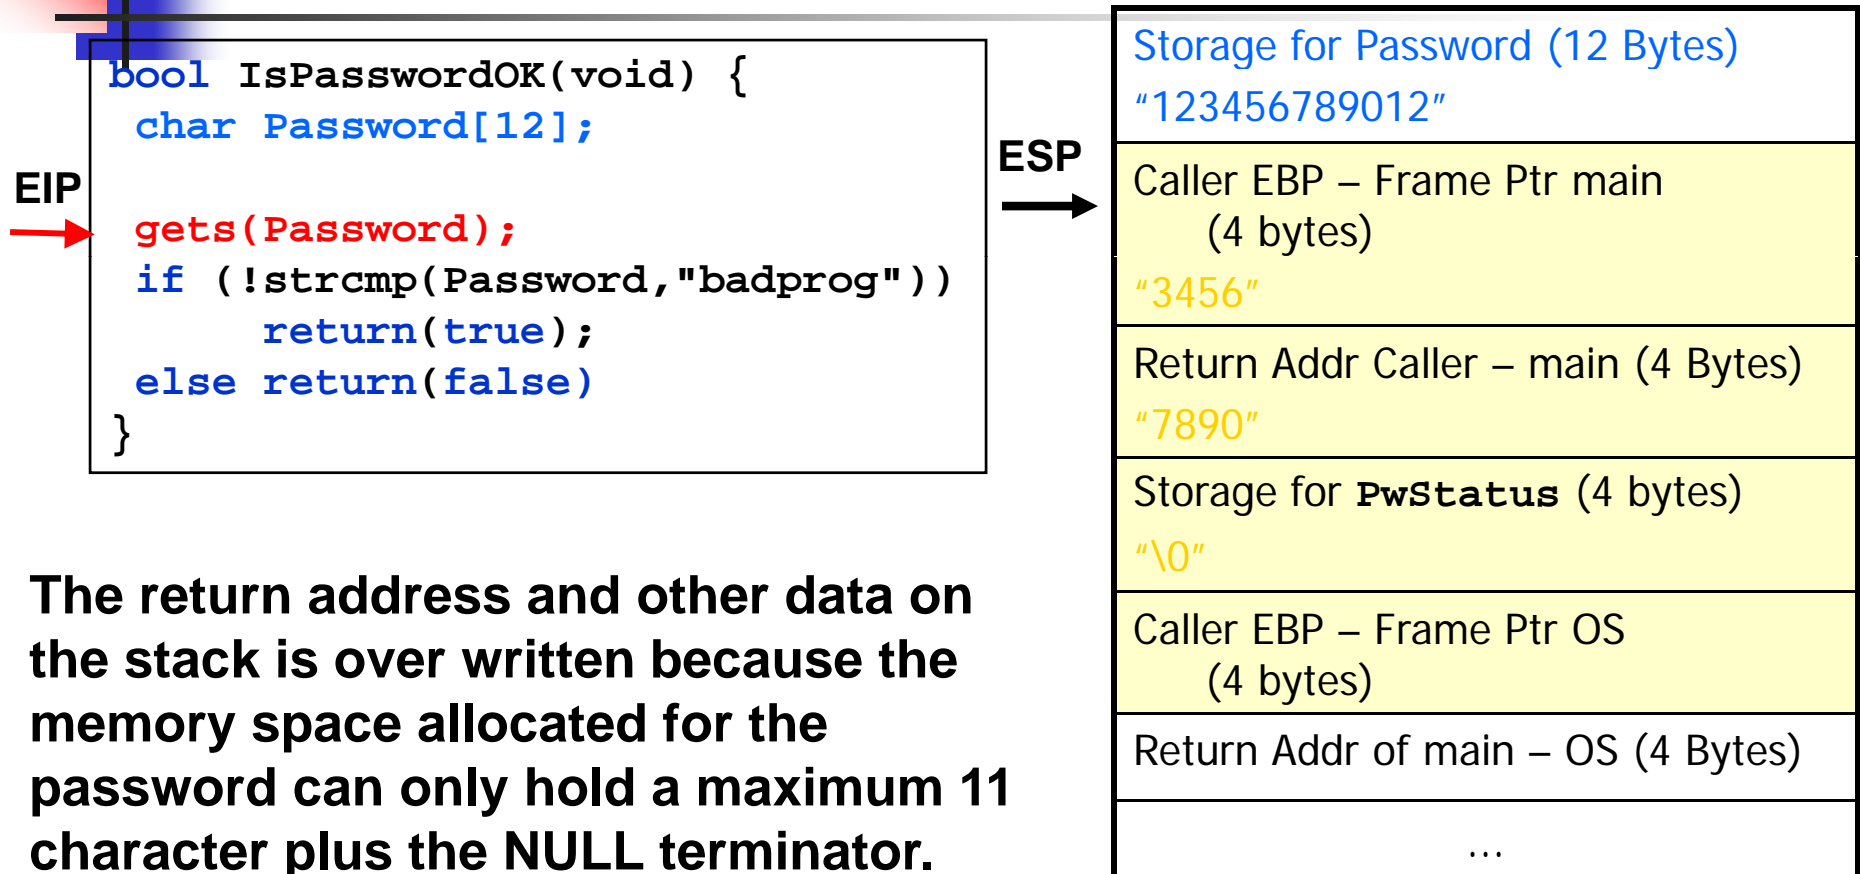 bool IsPasswordOK(void) {
char Password[12];
gets(Password);
if (!strcmp(Password,"badprog"))
return(true);
else return(false)
}
EIP
ESP
The return address and other data on
the stack is over written because the
memory space allocated for the
password can only hold a maximum 11
character plus the NULL terminator.
Storage for Password (12 Bytes)
“123456789012”
Caller EBP – Frame Ptr main
(4 bytes)
“3456”
Return Addr Caller – main (4 Bytes)
“7890”
Storage for PwStatus (4 bytes)
“\0”
Caller EBP – Frame Ptr OS
(4 bytes)
Return Addr of main – OS (4 Bytes)
…